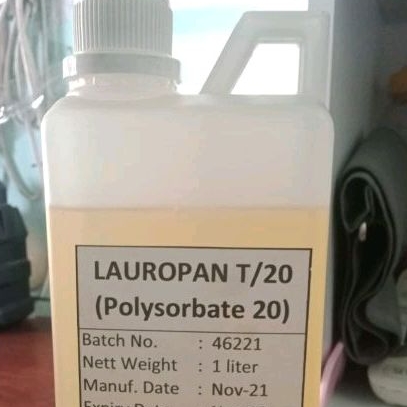 LAUROPAN T/20
(Polysorbate 20)
Batch No. : 46221
Nett Weight : 1 liter
Manuf. Date : Nov-21